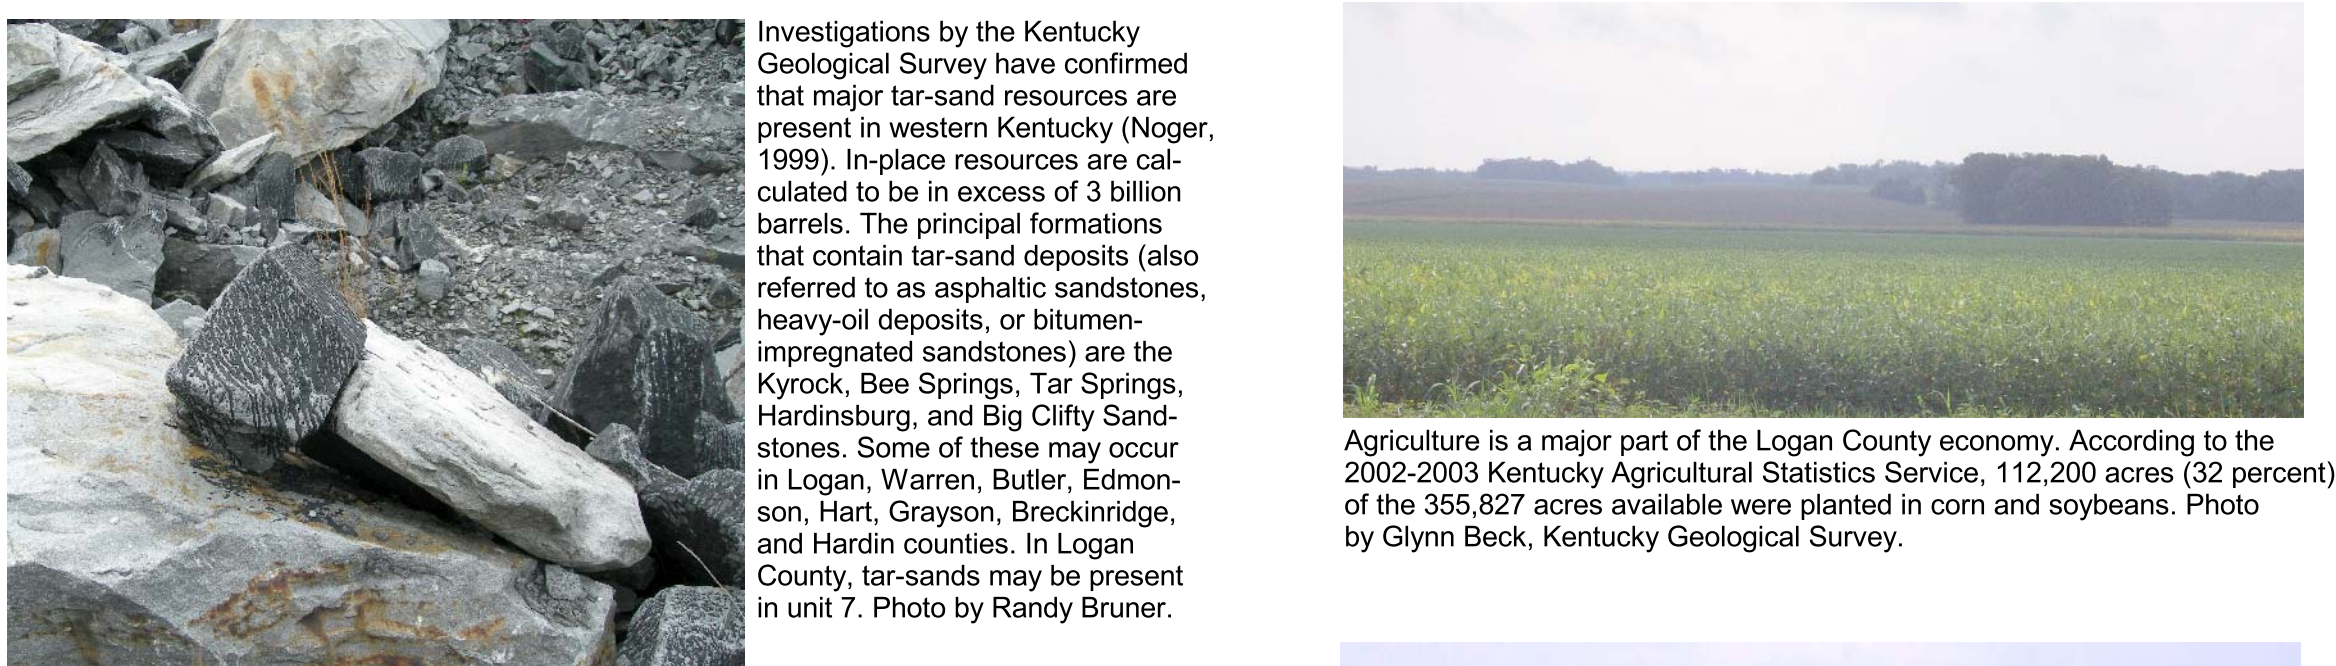 Investigations by the Kentucky
Geological Survey have confirmed
that major tar-sand resources are
present in western Kentucky (Noger,
1999). In-place resources are cal-
culated to be in excess of 3 billion
barrels. The principal formations
that contain tar-sand deposits (also
referred to as asphaltic sandstones,
heavy-oil deposits, or bitumen-
impregnated sandstones) are the
Kyrock, Bee Springs, Tar Springs,
Hardinsburg, and Big Clifty Sand-
stones. Some of these may occur
in Logan, Warren, Butler, Edmon-
son, Hart, Grayson, Breckinridge,
and Hardin counties. In Logan
County, tar-sands may be present
in unit 7. Photo by Randy Bruner.
Agriculture is a major part of the Logan County economy. According to the
2002-2003 Kentucky Agricultural Statistics Service, 112,200 acres (32 percent)
of the 355,827 acres available were planted in corn and soybeans. Photo
by Glynn Beck, Kentucky Geological Survey.